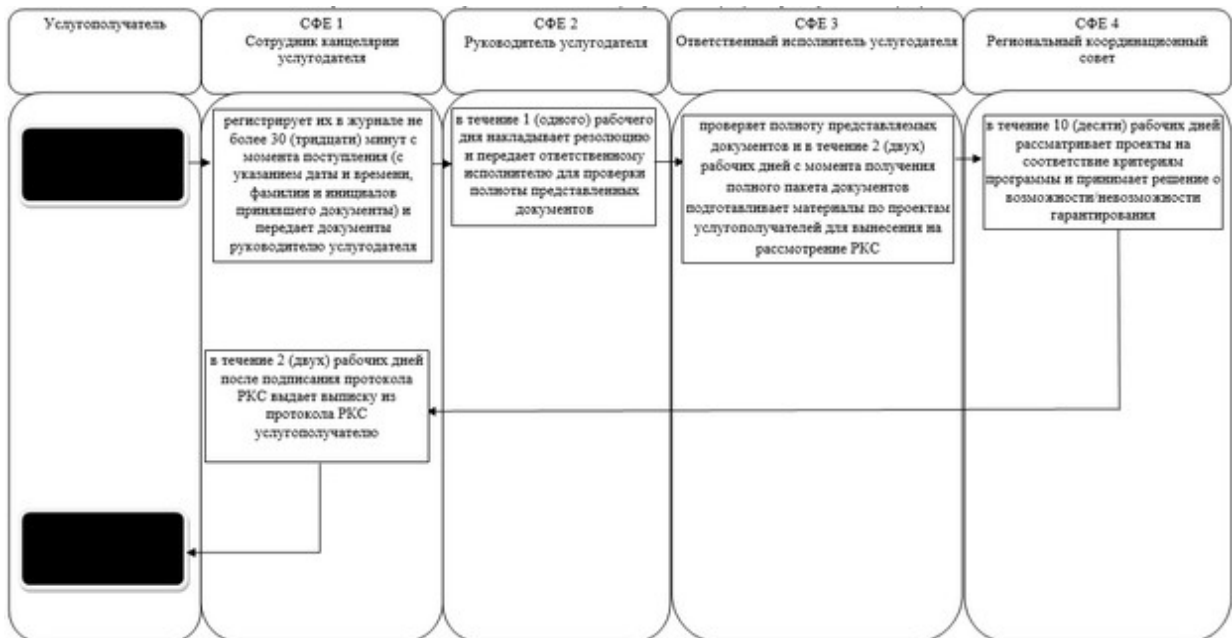 Услугополучатель
СФЕ 1
Сотрудник канцелярии
услугодателя
СФЕ 2
Руководитель услугодателя
СФЕ 3
Ответственный исполнитель услугодателя
СФЕ 4
Региональный координационный
совет
регистрирует их в журнале не
более 30 (тридцати) минут с
момента поступления (с
указанием даты и времени,
фамилии и инициалов
принявшего документы) и
передает документы
руководителю услугодателя
в течение 1 (одного) рабочего
дня накладывает резолюцию
и передает ответственному
исполнителю для проверки
полноты представленных
документов
проверяет полноту представляемых
документов и в течение 2 (двух)
рабочих дней с момента получения
полного пакета документов
подготавливает материалы по проектам
услугополучателей для вынесения на
рассмотрение РКС
в течение 10 (десяти) рабочих дней
рассматривает проекты на
соответствие критериям
программы и принимает решение о
возможности/невозможности
гарантирования
в течение 2 (двух) рабочих дней
после подписания протокола
РКС выдает выписку из
протокола РКС
услугополучателю